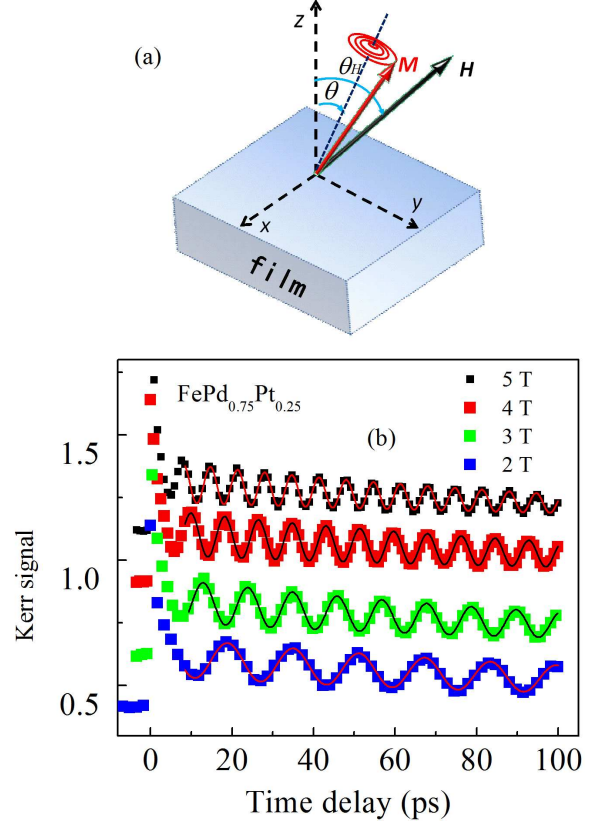 z
(a)
M
H
θH
θ
x
y
film
FePd0.75Pt0.25
(b)
5 T
4 T
3 T
2 T
1.5
1.0
0.5
Kerr signal
0
20
40
60
80
100
Time delay (ps)